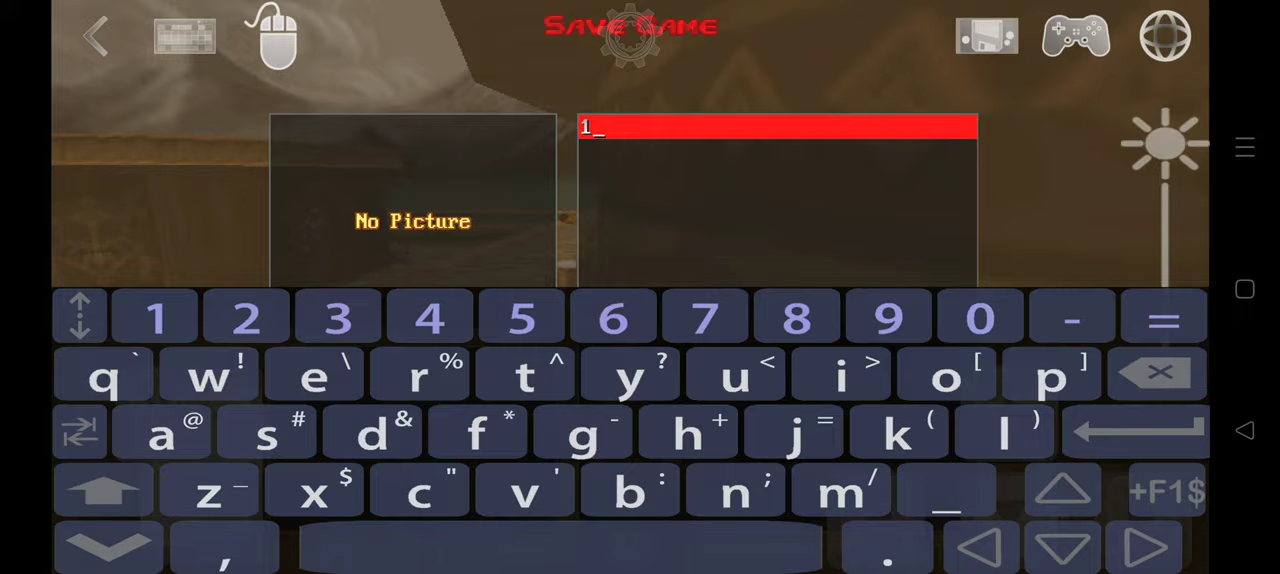 SAVE GAME
1_
No Picture
1 2 3 4 5 6 7 8 9 0 - =
q ` w ! e \ r % t ^ y ? u < i > o [ p ]
a @ s # d & f * g - h + j = k ( l )
z _ x $ c " v ' b : n ; m / _ +F1$
, .